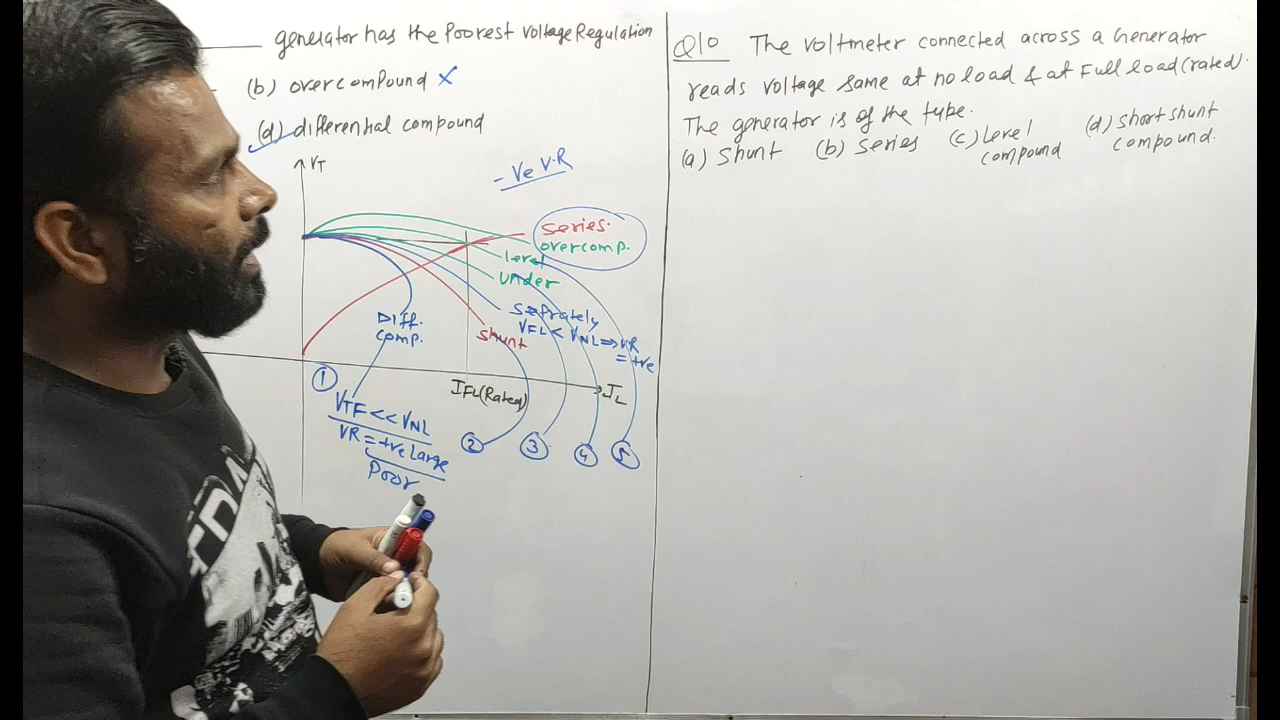 generator has the Poorest Voltage Regulation
(b) overcompound ×
(d) differential compound
VT
-Ve V.R
series.
overcomp.
level
under
seprately
VFL < VNL ⇒ VR
= +ve
shunt
Diff.
comp.
IFL(Rated)
IL
①
VTF << VNL
VR = +ve Large
Poor
② ③ ④ ⑤
Q10 The voltmeter connected across a Generator
reads voltage same at no load & at Full load (rated).
The generator is of the type.
(a) Shunt (b) Series (c) Level compound (d) short shunt compound.